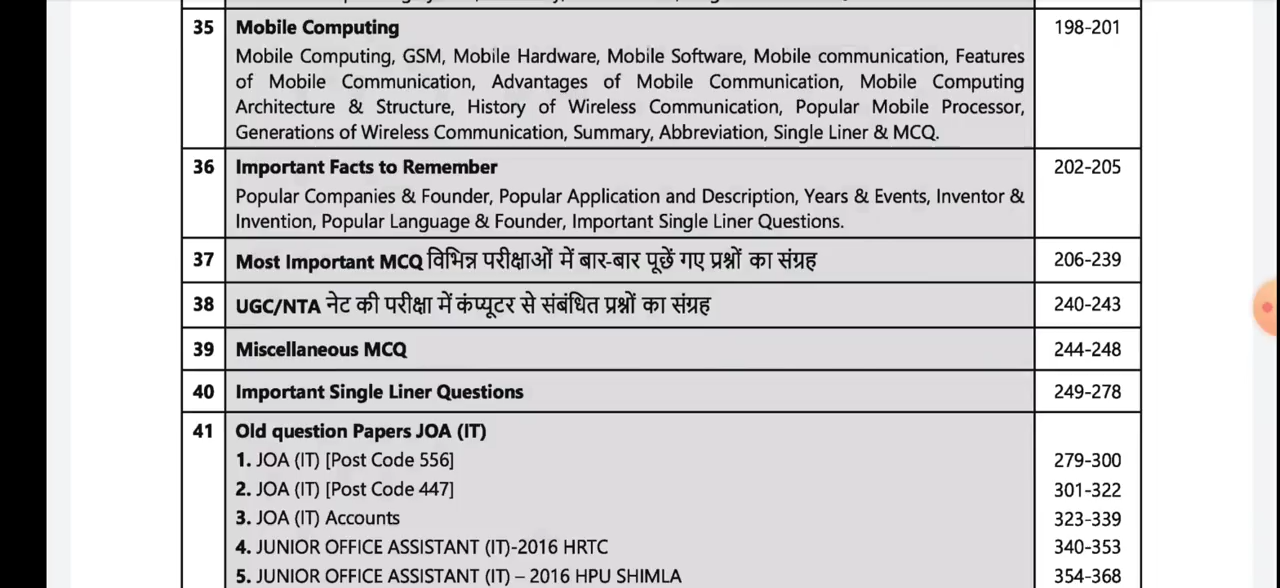 35 Mobile Computing 198-201
Mobile Computing, GSM, Mobile Hardware, Mobile Software, Mobile communication, Features
of Mobile Communication, Advantages of Mobile Communication, Mobile Computing
Architecture & Structure, History of Wireless Communication, Popular Mobile Processor,
Generations of Wireless Communication, Summary, Abbreviation, Single Liner & MCQ.
36 Important Facts to Remember 202-205
Popular Companies & Founder, Popular Application and Description, Years & Events, Inventor &
Invention, Popular Language & Founder, Important Single Liner Questions.
37 Most Important MCQ विभिन्न परीक्षाओं में बार-बार पूछें गए प्रश्नों का संग्रह 206-239
38 UGC/NTA नेट की परीक्षा में कंप्यूटर से संबंधित प्रश्नों का संग्रह 240-243
39 Miscellaneous MCQ 244-248
40 Important Single Liner Questions 249-278
41 Old question Papers JOA (IT)
1. JOA (IT) [Post Code 556] 279-300
2. JOA (IT) [Post Code 447] 301-322
3. JOA (IT) Accounts 323-339
4. JUNIOR OFFICE ASSISTANT (IT)-2016 HRTC 340-353
5. JUNIOR OFFICE ASSISTANT (IT) – 2016 HPU SHIMLA 354-368